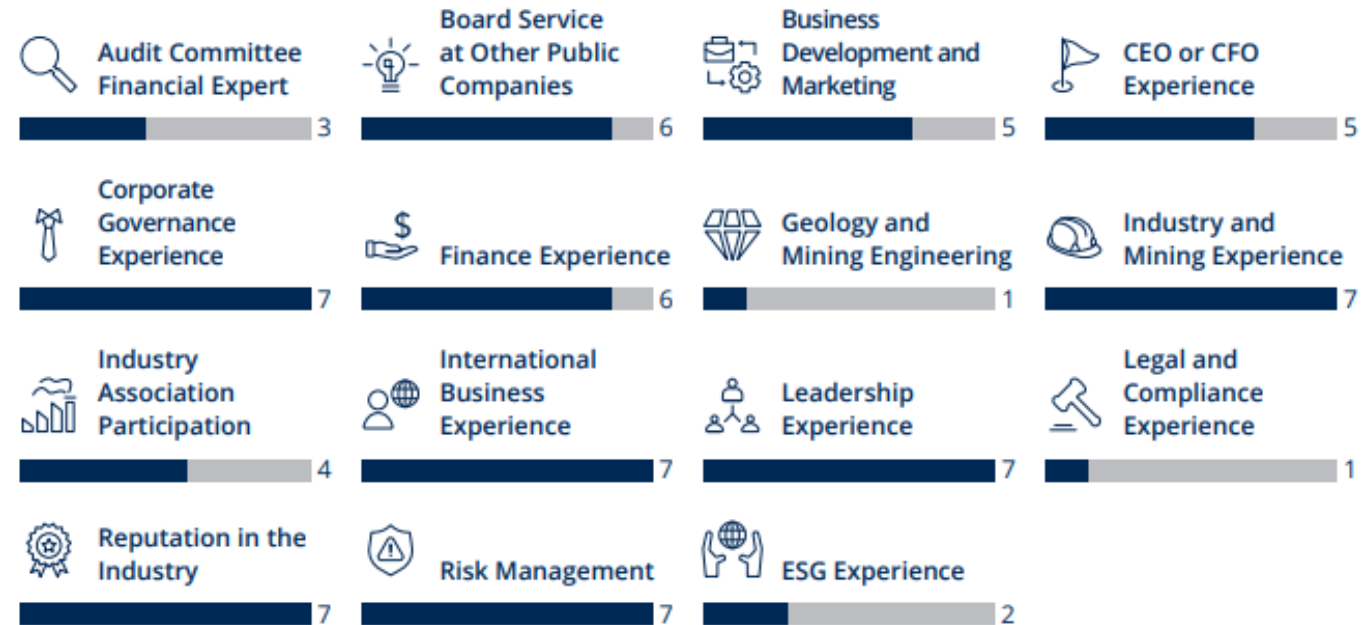 Audit Committee
Financial Expert
3
Board Service
at Other Public
Companies
6
Business
Development and
Marketing
5
CEO or CFO
Experience
5
Corporate
Governance
Experience
7
$
Finance Experience
6
Geology and
Mining Engineering
1
Industry and
Mining Experience
7
Industry
Association
Participation
4
International
Business
Experience
7
Leadership
Experience
7
Legal and
Compliance
Experience
1
Reputation in the
Industry
7
Risk Management
7
ESG Experience
2